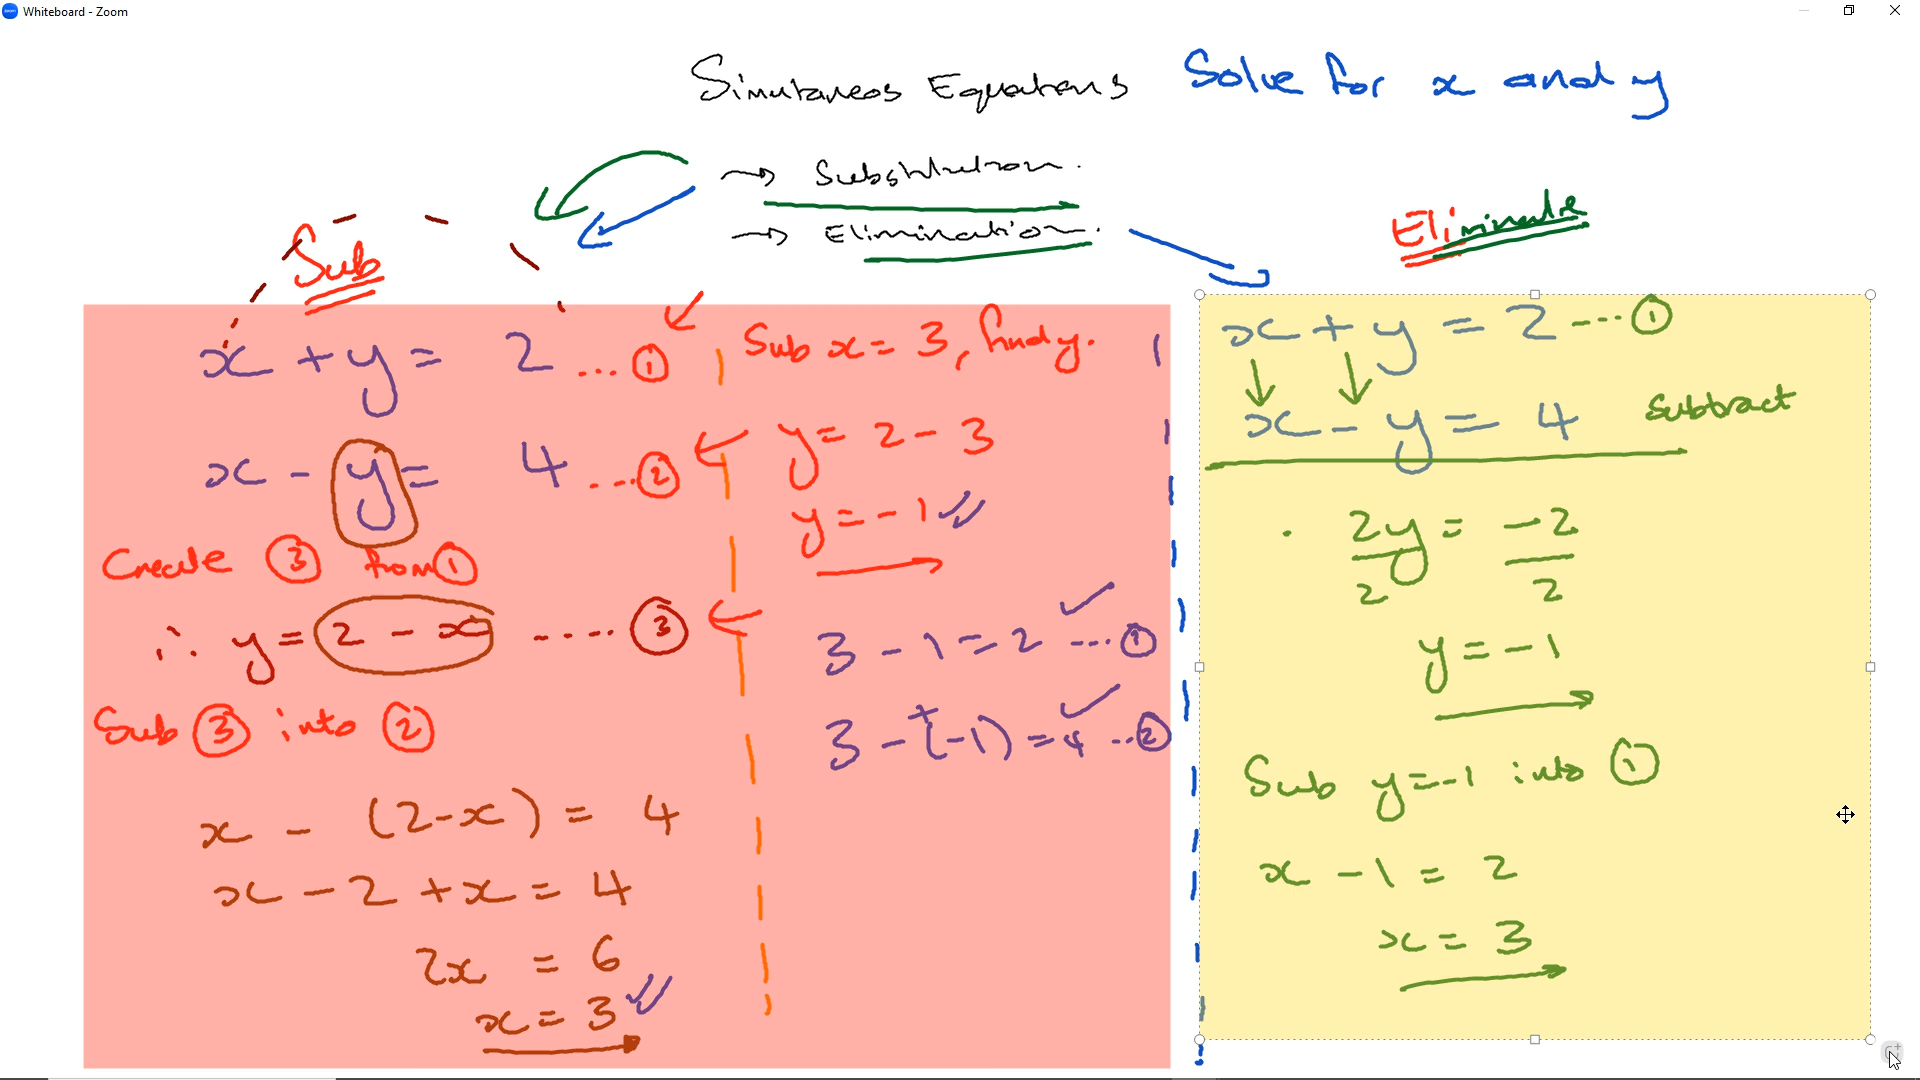 Whiteboard - Zoom
Simultaneos Equations Solve for x and y
→ Substitution.
→ Elimination.
Sub
Eliminate
x + y = 2 ... ①
x - y = 4 ... ②
Create ③ from ①
∴ y = 2 - x .... ③
Sub ③ into ②
x - (2-x) = 4
x - 2 + x = 4
2x = 6
x = 3 ✓✓
Sub x = 3, find y.
y = 2 - 3
y = -1 ✓✓
3 - 1 = 2 ... ① ✓
3 - (-1) = 4 .. ② ✓
+
x + y = 2 ---- ①
x - y = 4 subtract
2y = -2
2 2
y = -1
Sub y = -1 into ①
x - 1 = 2
x = 3